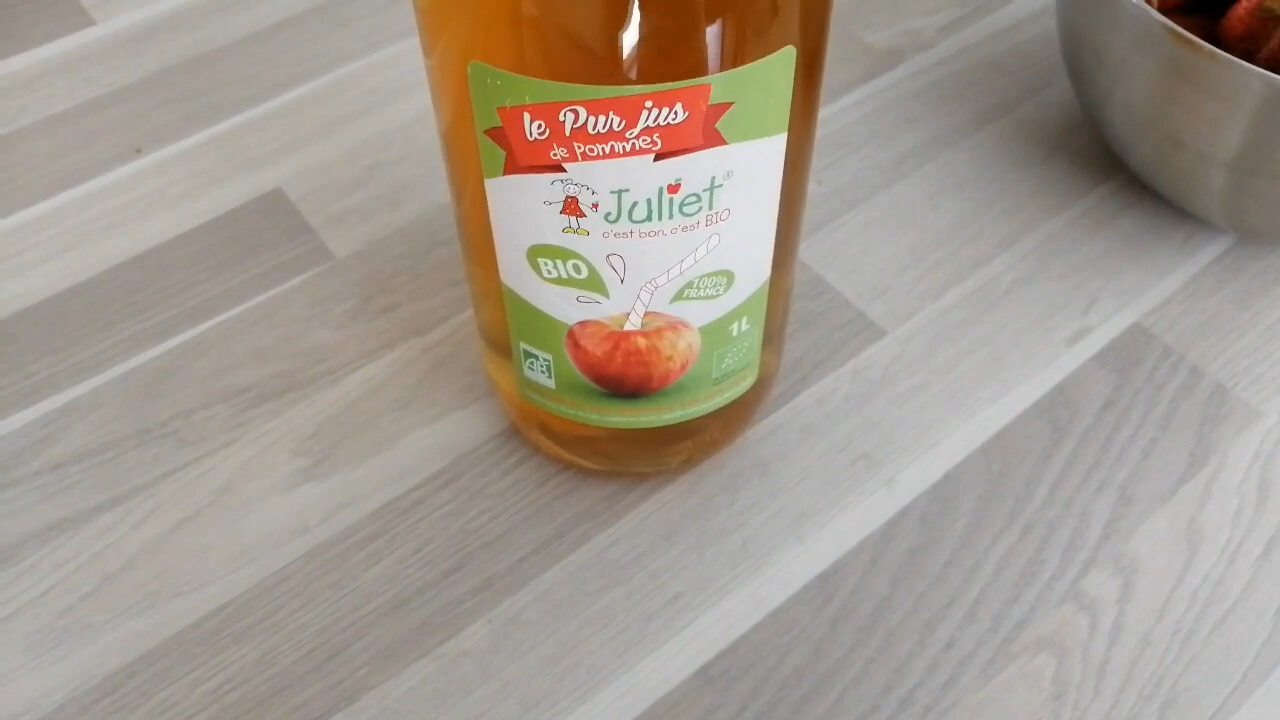 le Pur jus
de pommes
Juliet®
c'est bon, c'est BIO
BIO
100%
FRANCE
1L
AB